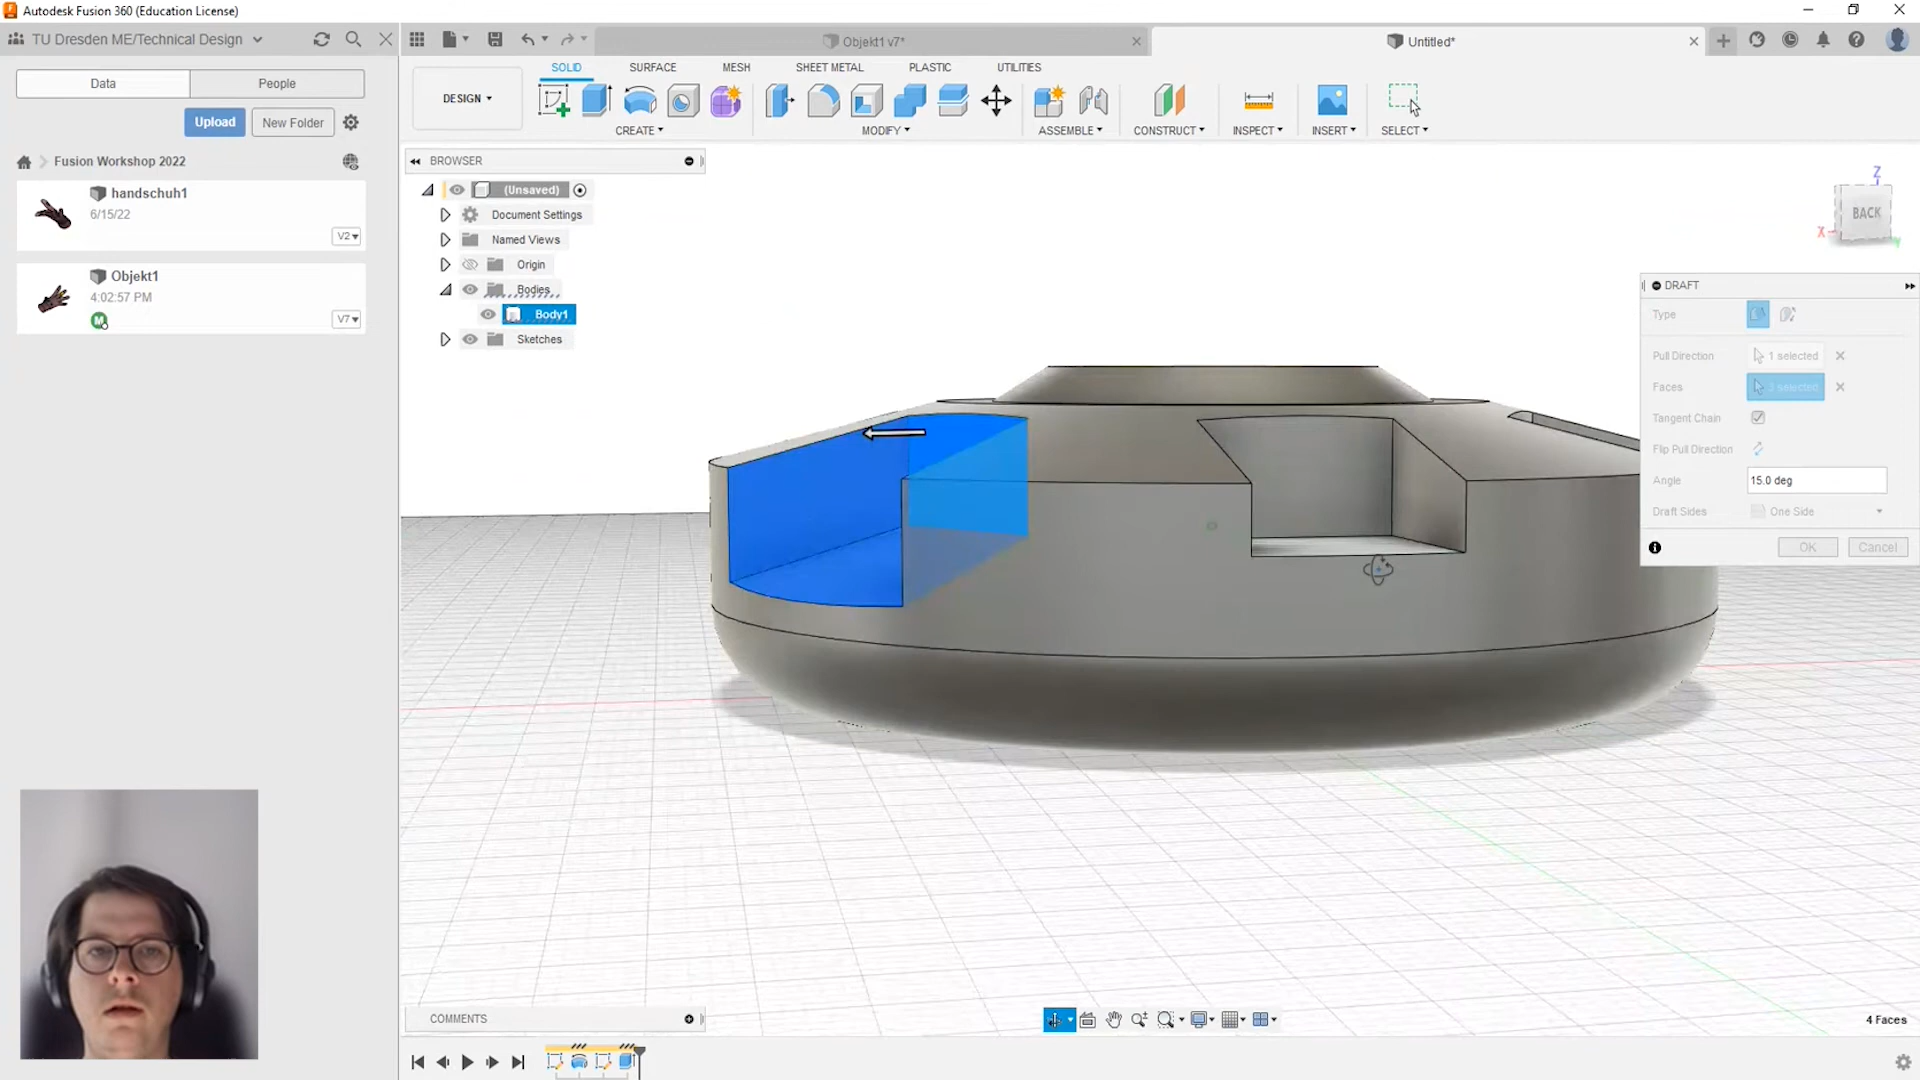 Autodesk Fusion 360 (Education License)
TU Dresden ME/Technical Design
Objekt1 v7*
Untitled*
Data
People
Upload
New Folder
Fusion Workshop 2022
handschuh1
6/15/22
V2
Objekt1
4:02:57 PM
M
V7
DESIGN
SOLID
SURFACE
MESH
SHEET METAL
PLASTIC
UTILITIES
CREATE
MODIFY
ASSEMBLE
CONSTRUCT
INSPECT
INSERT
SELECT
BROWSER
(Unsaved)
Document Settings
Named Views
Origin
Bodies
Body1
Sketches
Z
BACK
X
Y
DRAFT
Type
Pull Direction
1 selected
Faces
3 selected
Tangent Chain
Flip Pull Direction
Angle
15.0 deg
Draft Sides
One Side
OK
Cancel
COMMENTS
4 Faces